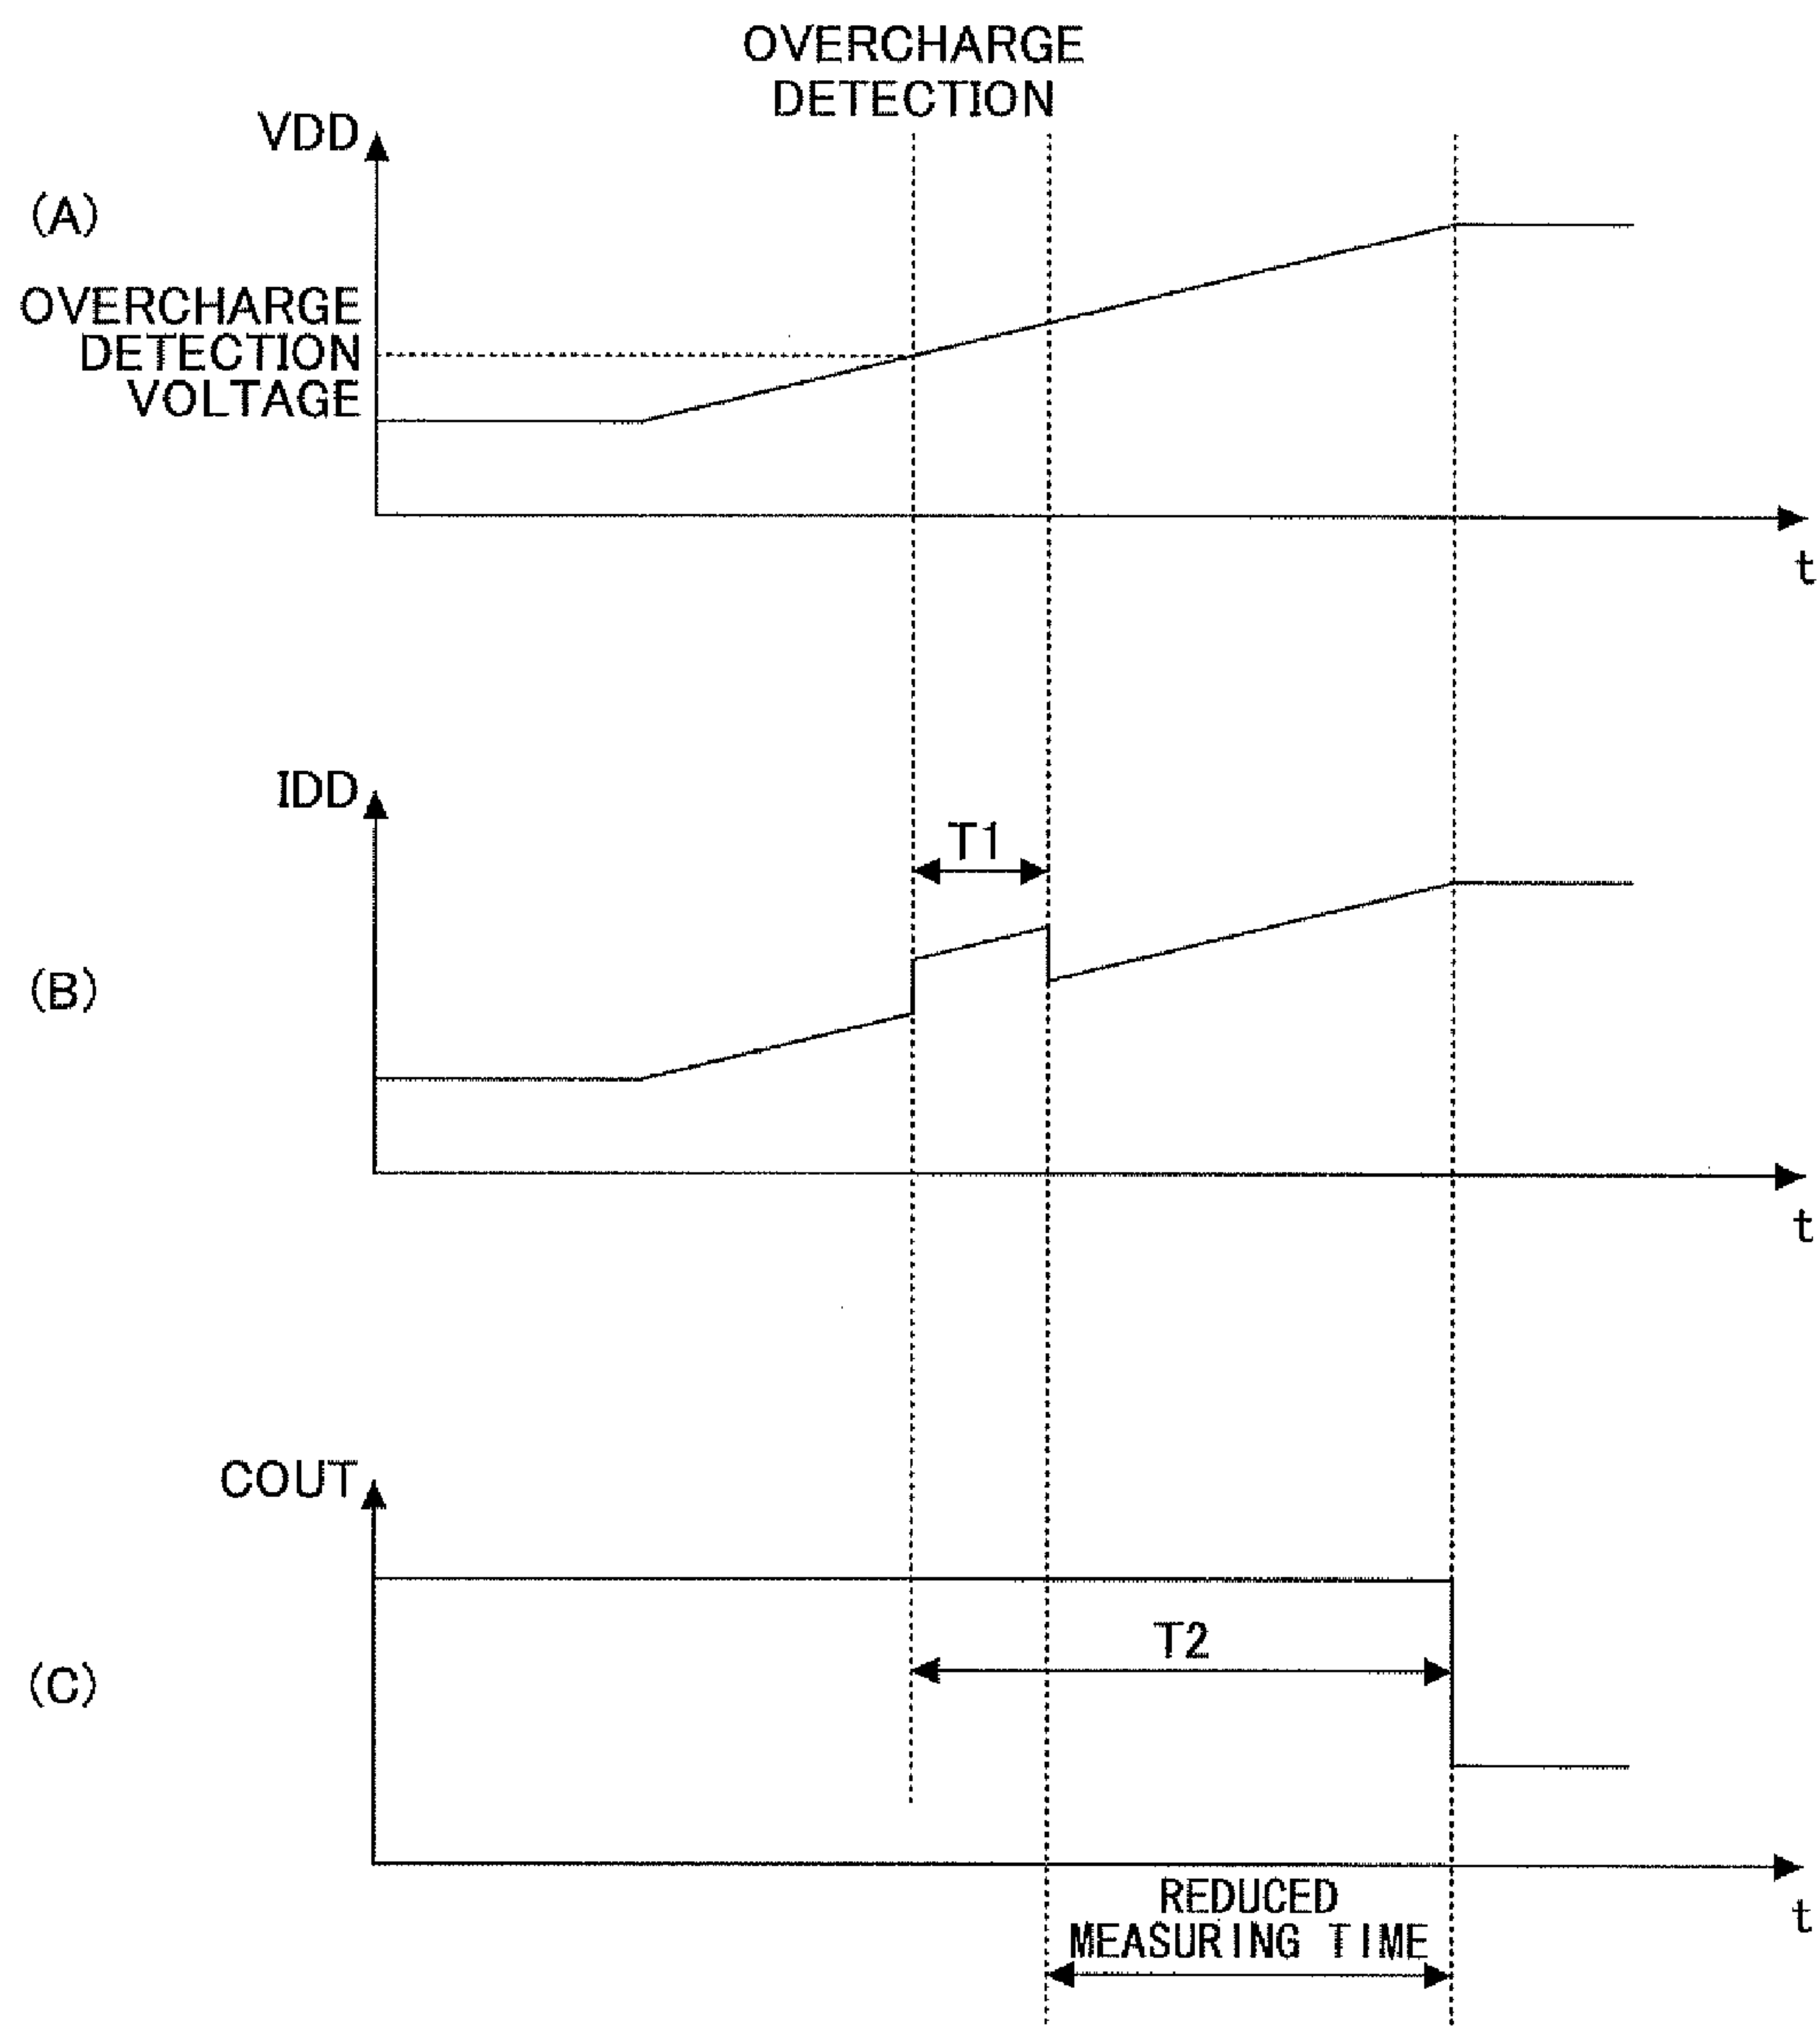 OVERCHARGE
DETECTION
VDD
(A)
OVERCHARGE
DETECTION
VOLTAGE
t
IDD
T1
(B)
t
COUT
T2
(C)
REDUCED
MEASURING TIME
t